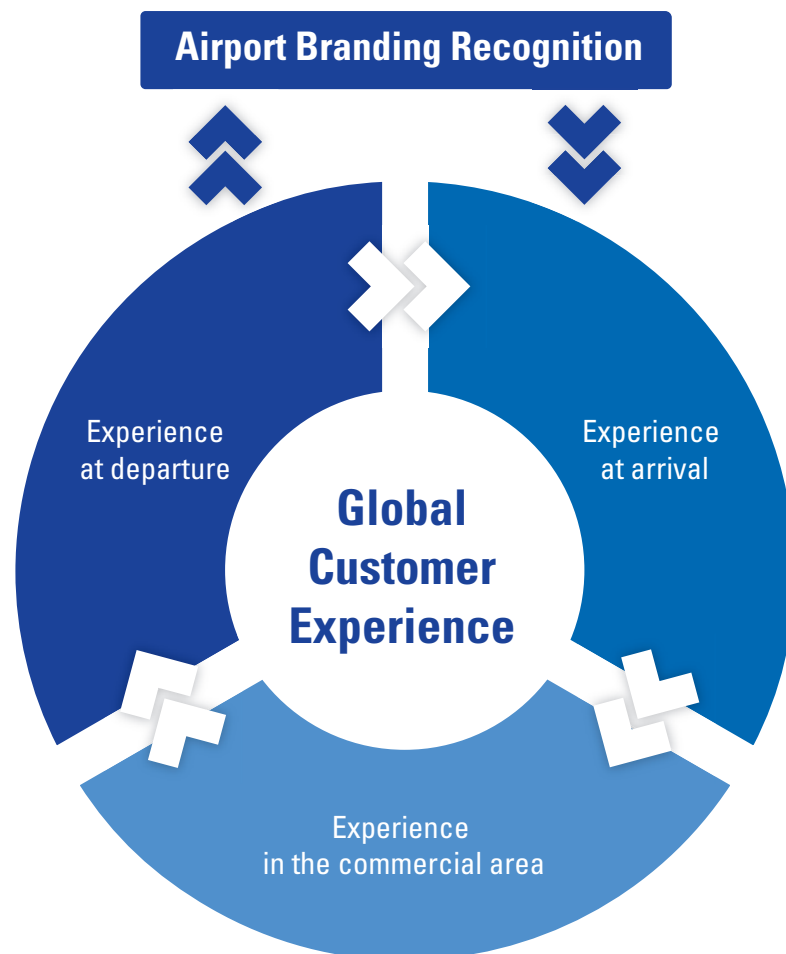 Airport Branding Recognition
Experience
at departure
Experience
at arrival
Global
Customer
Experience
Experience
in the commercial area